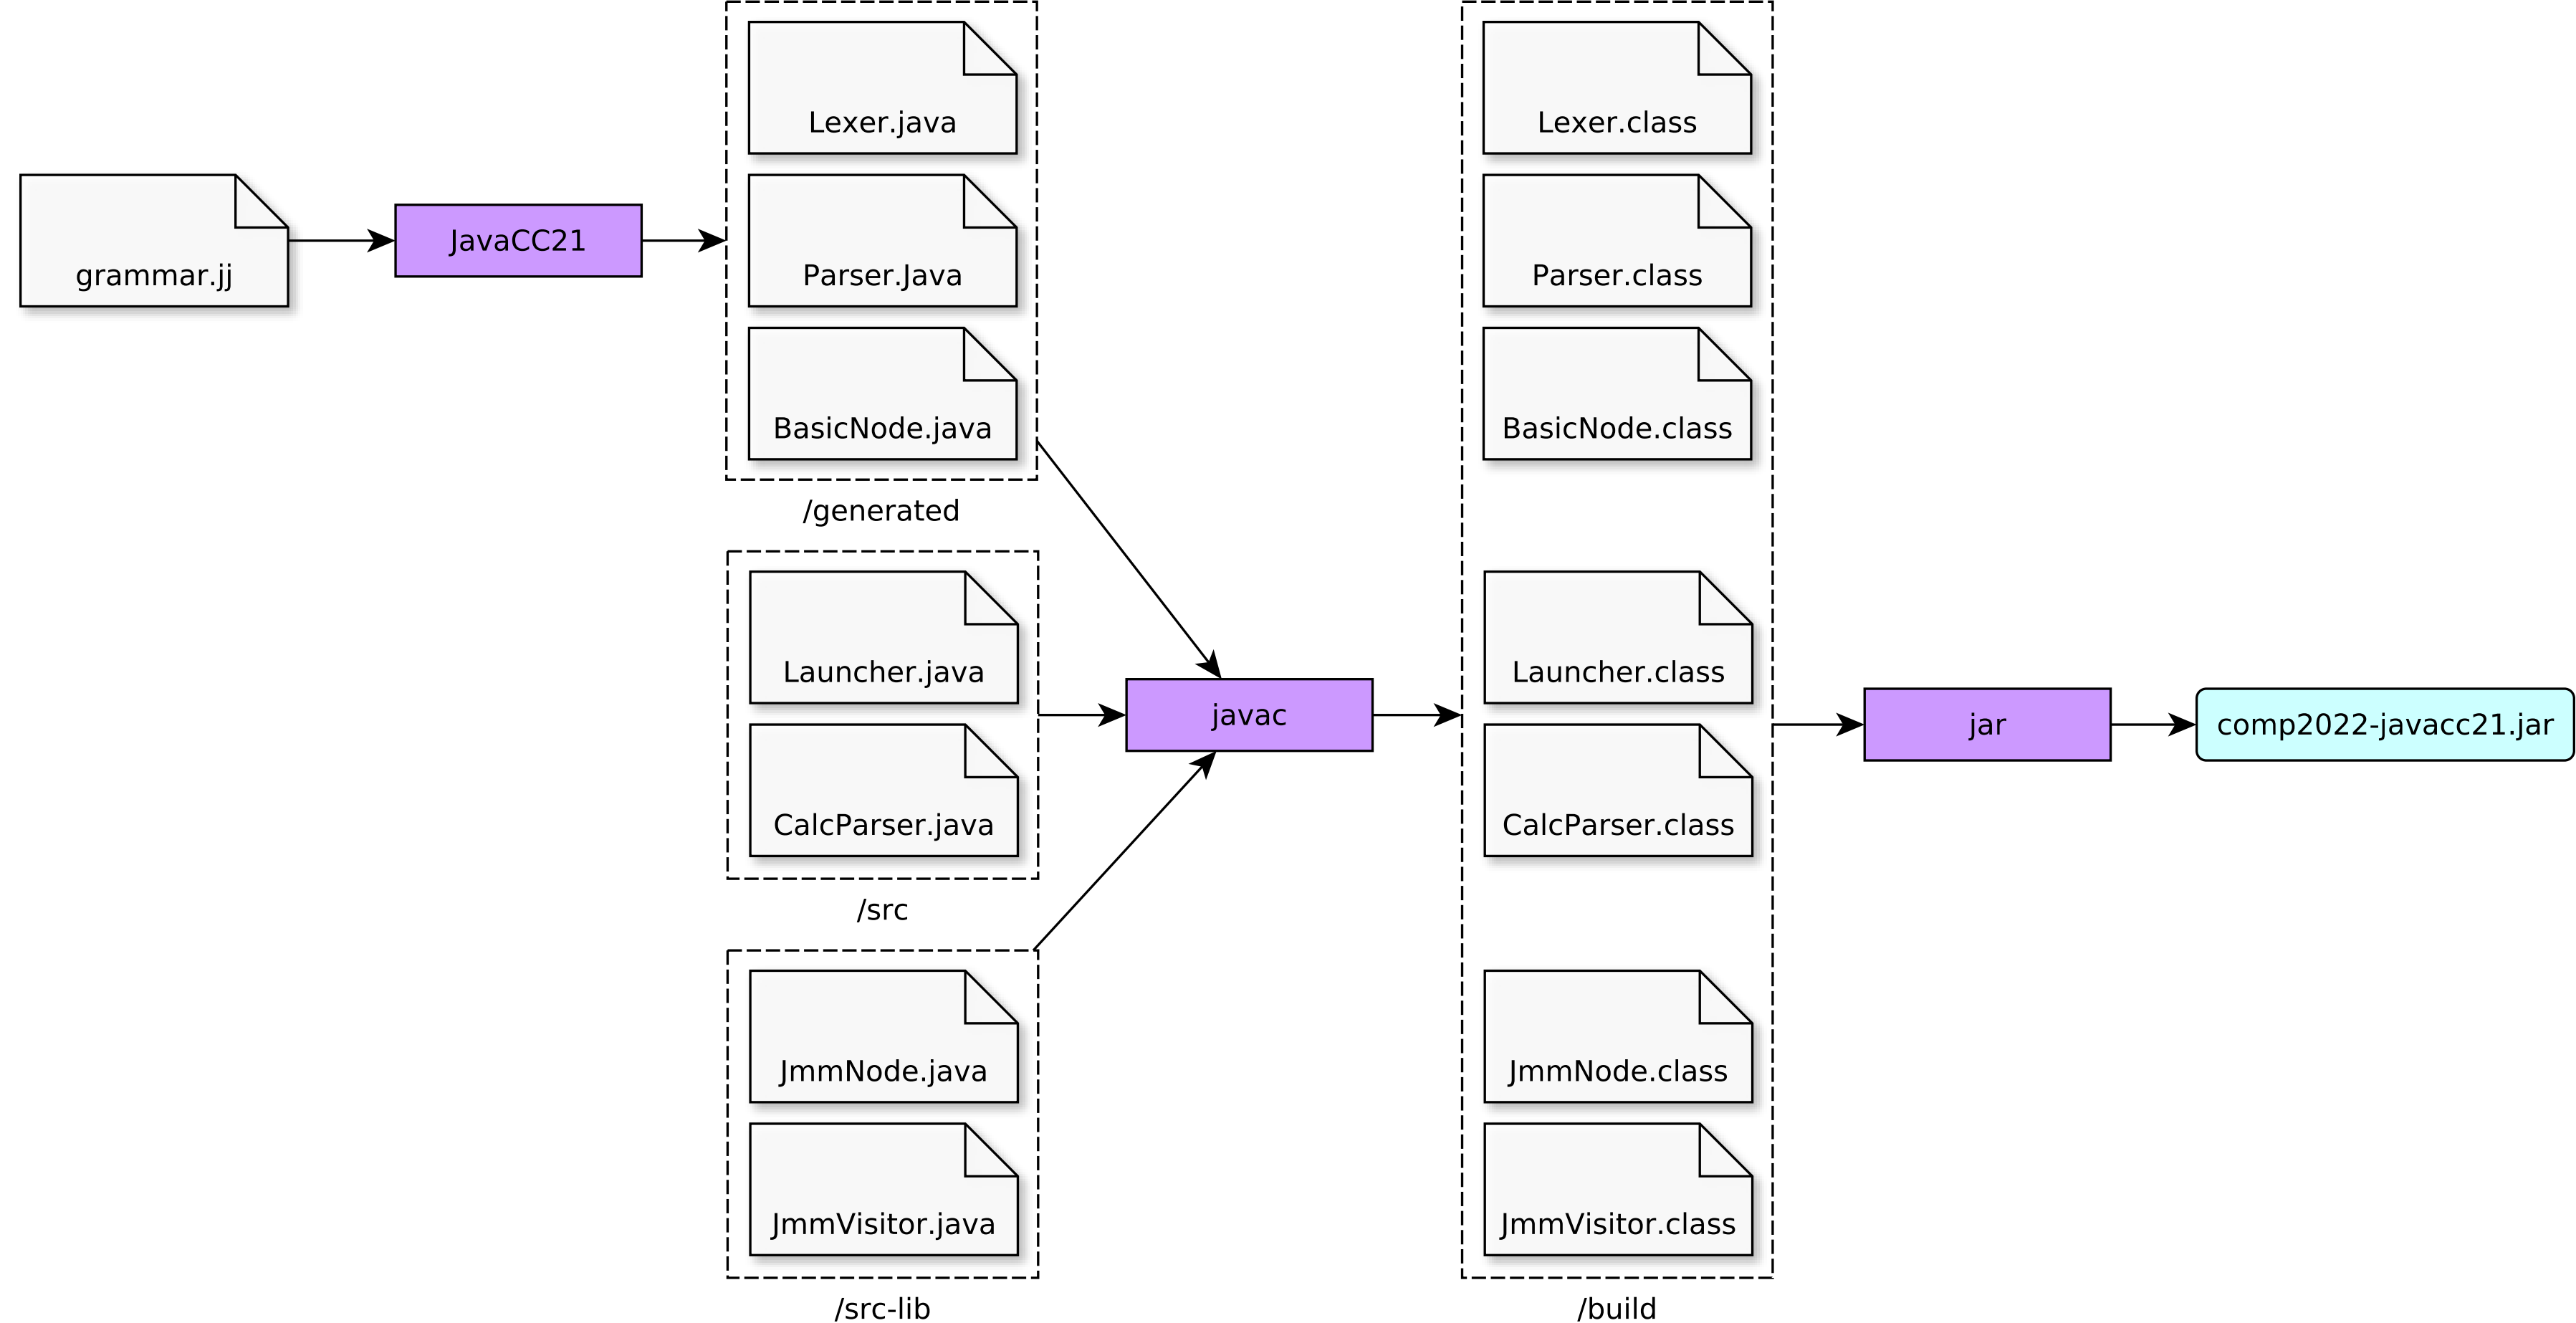 grammar.jj
JavaCC21
Lexer.java
Parser.Java
BasicNode.java
/generated
Launcher.java
CalcParser.java
/src
JmmNode.java
JmmVisitor.java
/src-lib
javac
Lexer.class
Parser.class
BasicNode.class
Launcher.class
CalcParser.class
JmmNode.class
JmmVisitor.class
/build
jar
comp2022-javacc21.jar